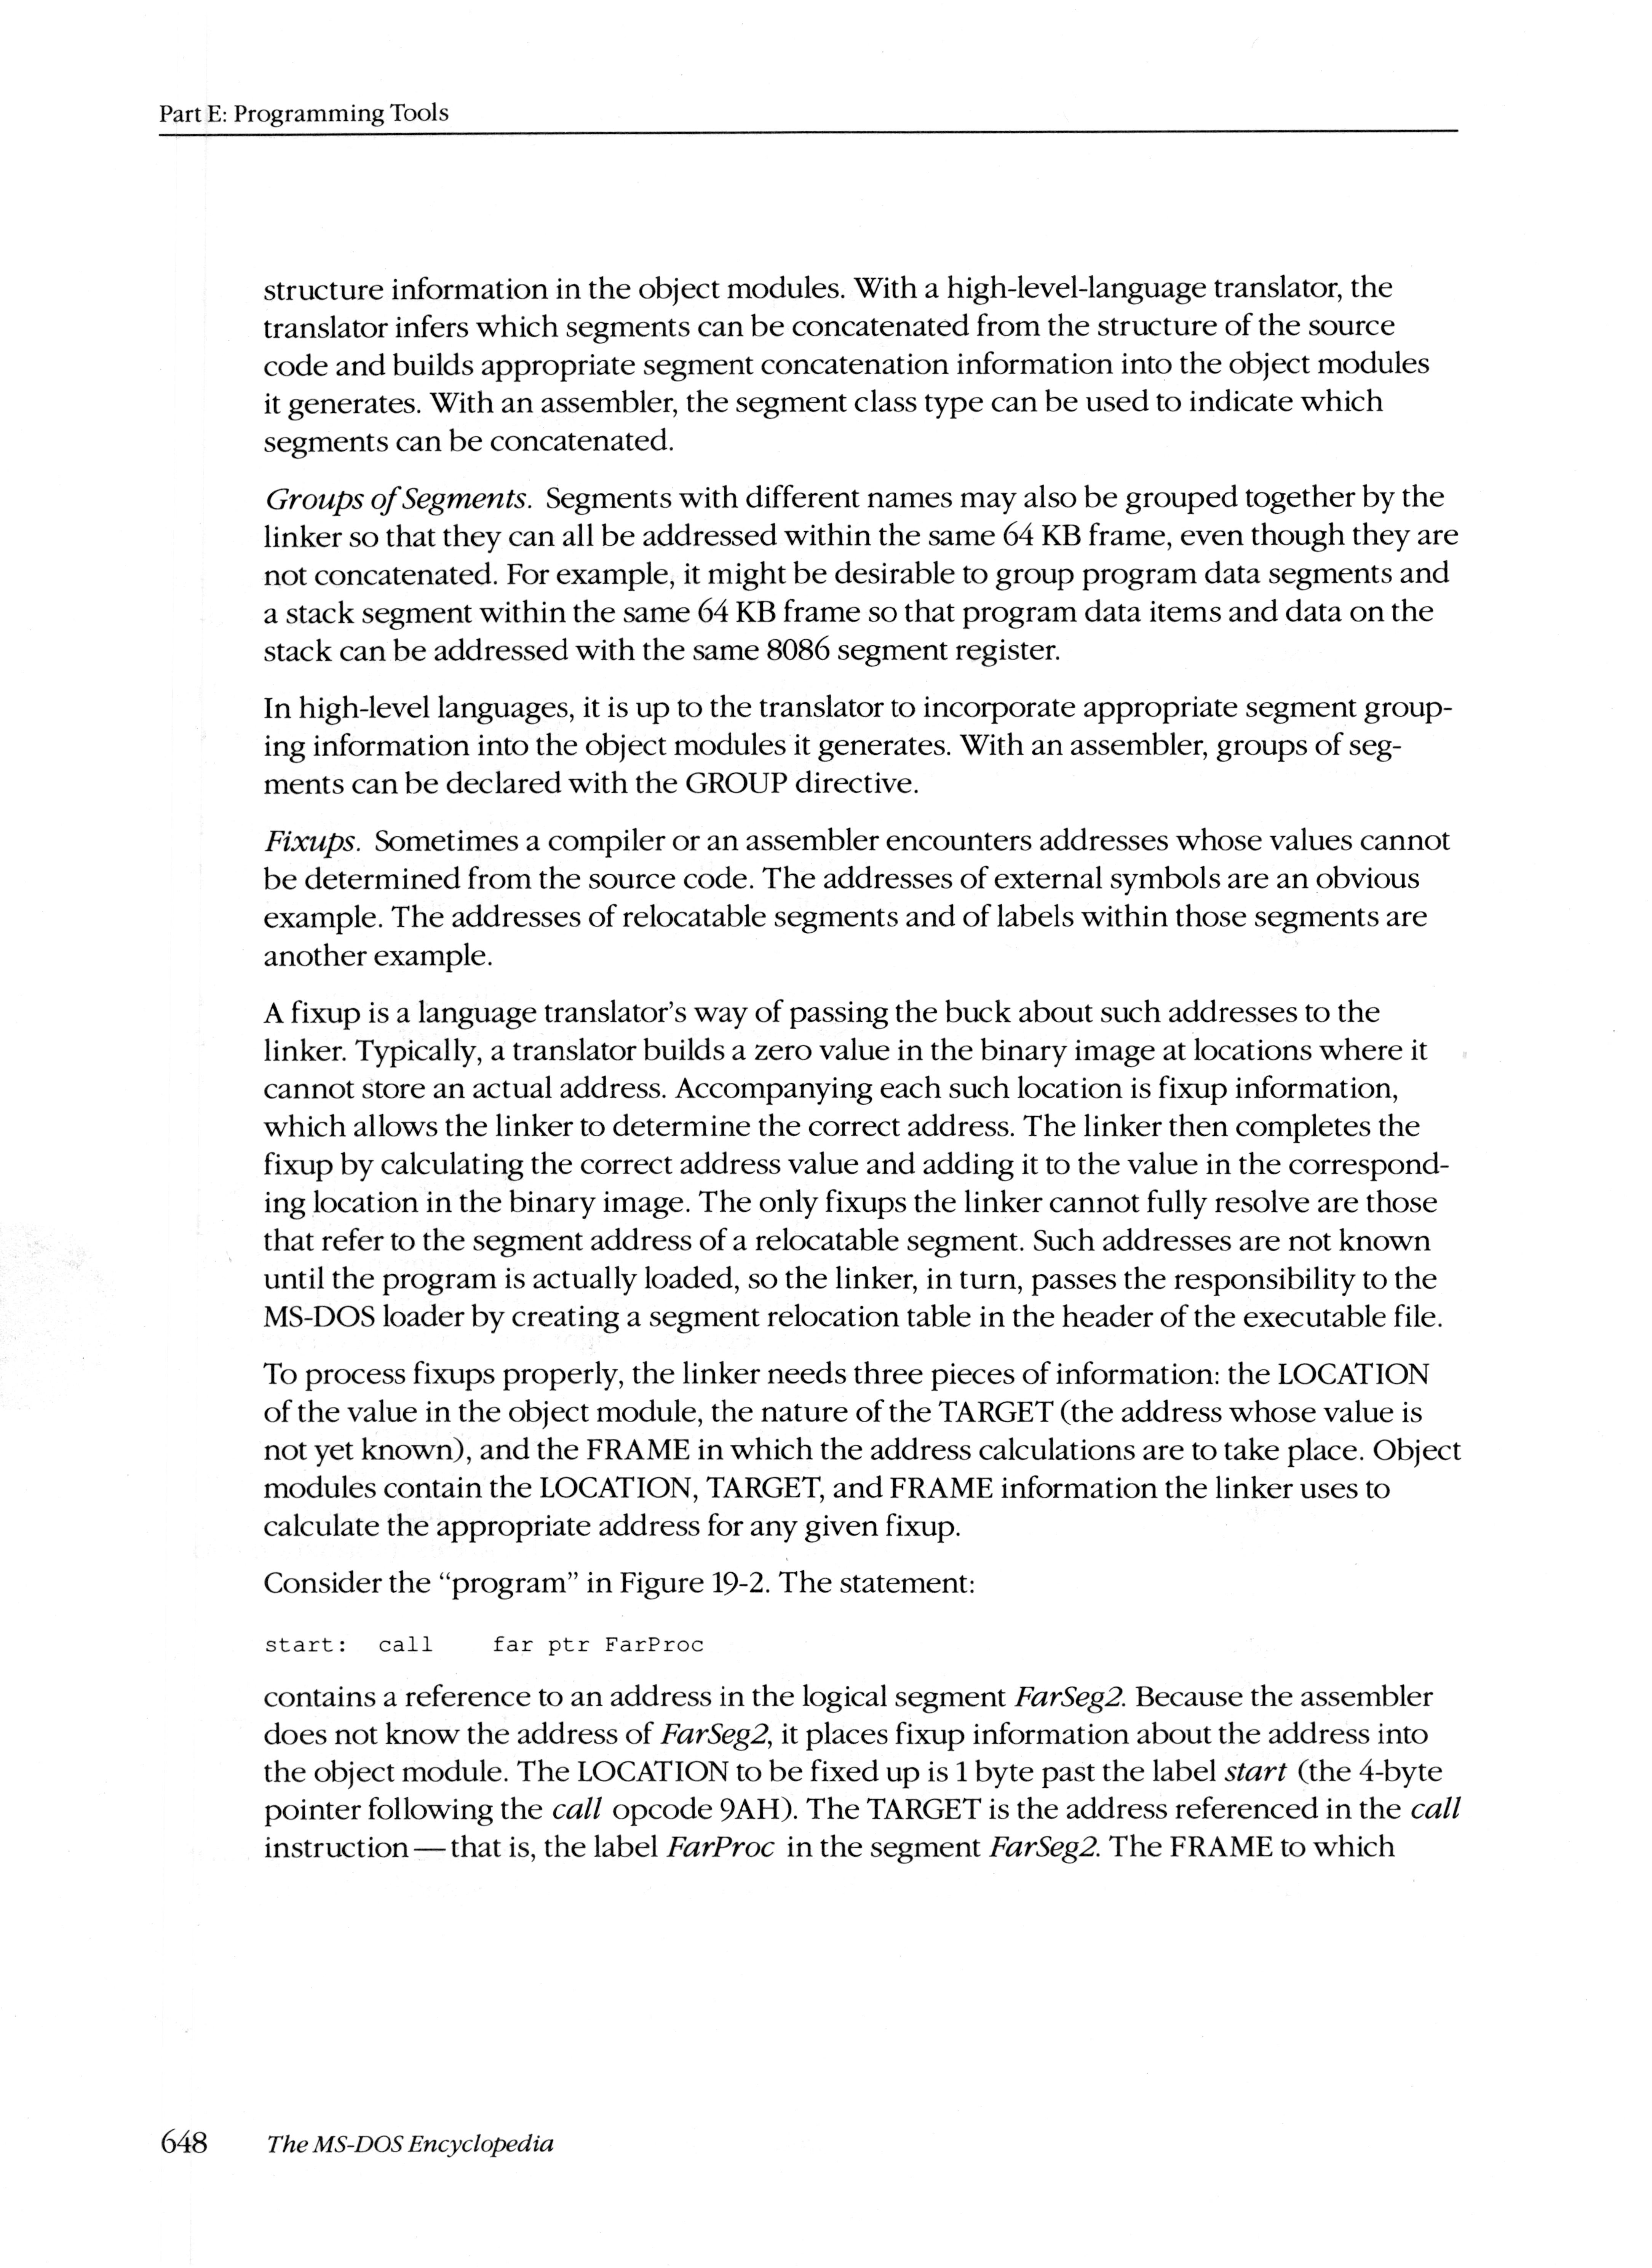 Part E: Programming Tools
structure information in the object modules. With a high-level-language translator, the
translator infers which segments can be concatenated from the structure of the source
code and builds appropriate segment concatenation information into the object modules
it generates. With an assembler, the segment class type can be used to indicate which
segments can be concatenated.
Groups of Segments. Segments with different names may also be grouped together by the
linker so that they can all be addressed within the same 64 KB frame, even though they are
not concatenated. For example, it might be desirable to group program data segments and
a stack segment within the same 64 KB frame so that program data items and data on the
stack can be addressed with the same 8086 segment register.
In high-level languages, it is up to the translator to incorporate appropriate segment group-
ing information into the object modules it generates. With an assembler, groups of seg-
ments can be declared with the GROUP directive.
Fixups. Sometimes a compiler or an assembler encounters addresses whose values cannot
be determined from the source code. The addresses of external symbols are an obvious
example. The addresses of relocatable segments and of labels within those segments are
another example.
A fixup is a language translator's way of passing the buck about such addresses to the
linker. Typically, a translator builds a zero value in the binary image at locations where it
cannot store an actual address. Accompanying each such location is fixup information,
which allows the linker to determine the correct address. The linker then completes the
fixup by calculating the correct address value and adding it to the value in the correspond-
ing location in the binary image. The only fixups the linker cannot fully resolve are those
that refer to the segment address of a relocatable segment. Such addresses are not known
until the program is actually loaded, so the linker, in turn, passes the responsibility to the
MS-DOS loader by creating a segment relocation table in the header of the executable file.
To process fixups properly, the linker needs three pieces of information: the LOCATION
of the value in the object module, the nature of the TARGET (the address whose value is
not yet known), and the FRAME in which the address calculations are to take place. Object
modules contain the LOCATION, TARGET, and FRAME information the linker uses to
calculate the appropriate address for any given fixup.
Consider the “program” in Figure 19-2. The statement:
start:  call    far ptr FarProc
contains a reference to an address in the logical segment FarSeg2. Because the assembler
does not know the address of FarSeg2, it places fixup information about the address into
the object module. The LOCATION to be fixed up is 1 byte past the label start (the 4-byte
pointer following the call opcode 9AH). The TARGET is the address referenced in the call
instruction — that is, the label FarProc in the segment FarSeg2. The FRAME to which
648 The MS-DOS Encyclopedia